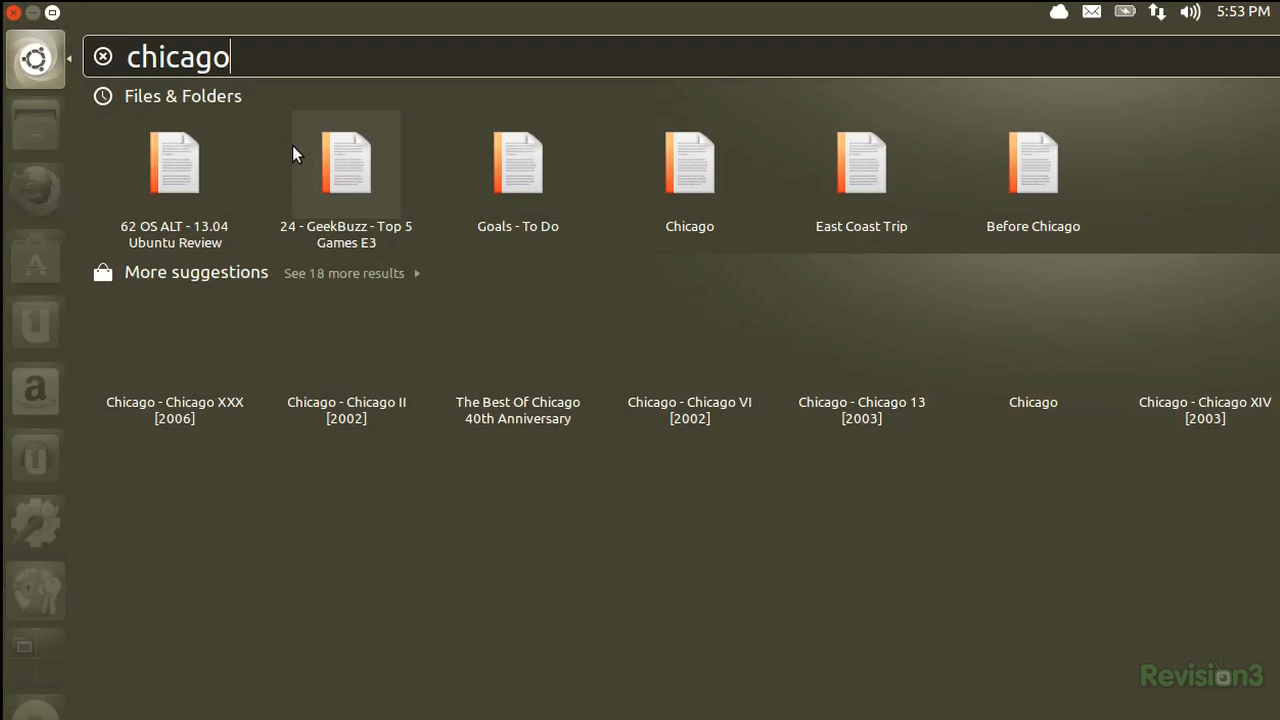 5:53 PM
chicago
Files & Folders
62 OS ALT - 13.04
Ubuntu Review
24 - GeekBuzz - Top 5
Games E3
Goals - To Do
Chicago
East Coast Trip
Before Chicago
More suggestions
See 18 more results
Chicago - Chicago XXX
[2006]
Chicago - Chicago II
[2002]
The Best Of Chicago
40th Anniversary
Chicago - Chicago VI
[2002]
Chicago - Chicago 13
[2003]
Chicago
Chicago - Chicago XIV
[2003]
Revision3